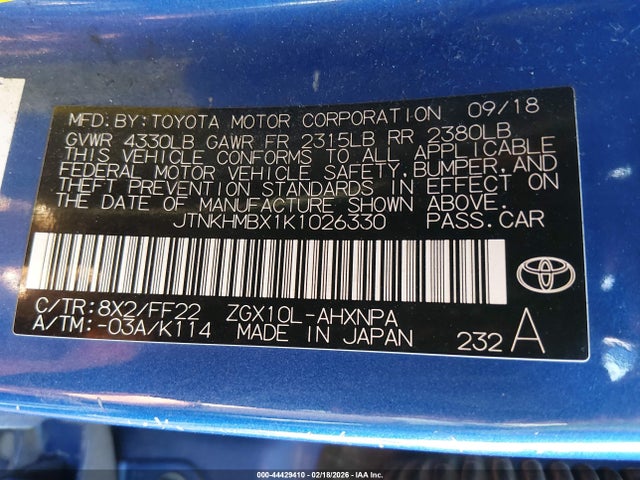 MFD. BY: TOYOTA MOTOR CORPORATION 09/18
GVWR 4330LB GAWR FR 2315LB RR 2380LB
THIS VEHICLE CONFORMS TO ALL APPLICABLE
FEDERAL MOTOR VEHICLE SAFETY, BUMPER, AND
THEFT PREVENTION STANDARDS IN EFFECT ON
THE DATE OF MANUFACTURE SHOWN ABOVE.
JTNKHMBX1K1026330 PASS. CAR
C/TR: 8X2/FF22 ZGX10L-AHXNPA
A/TM: -03A/K114 MADE IN JAPAN 232 A
000-44429410 | 02/18/2026 - IAA Inc.